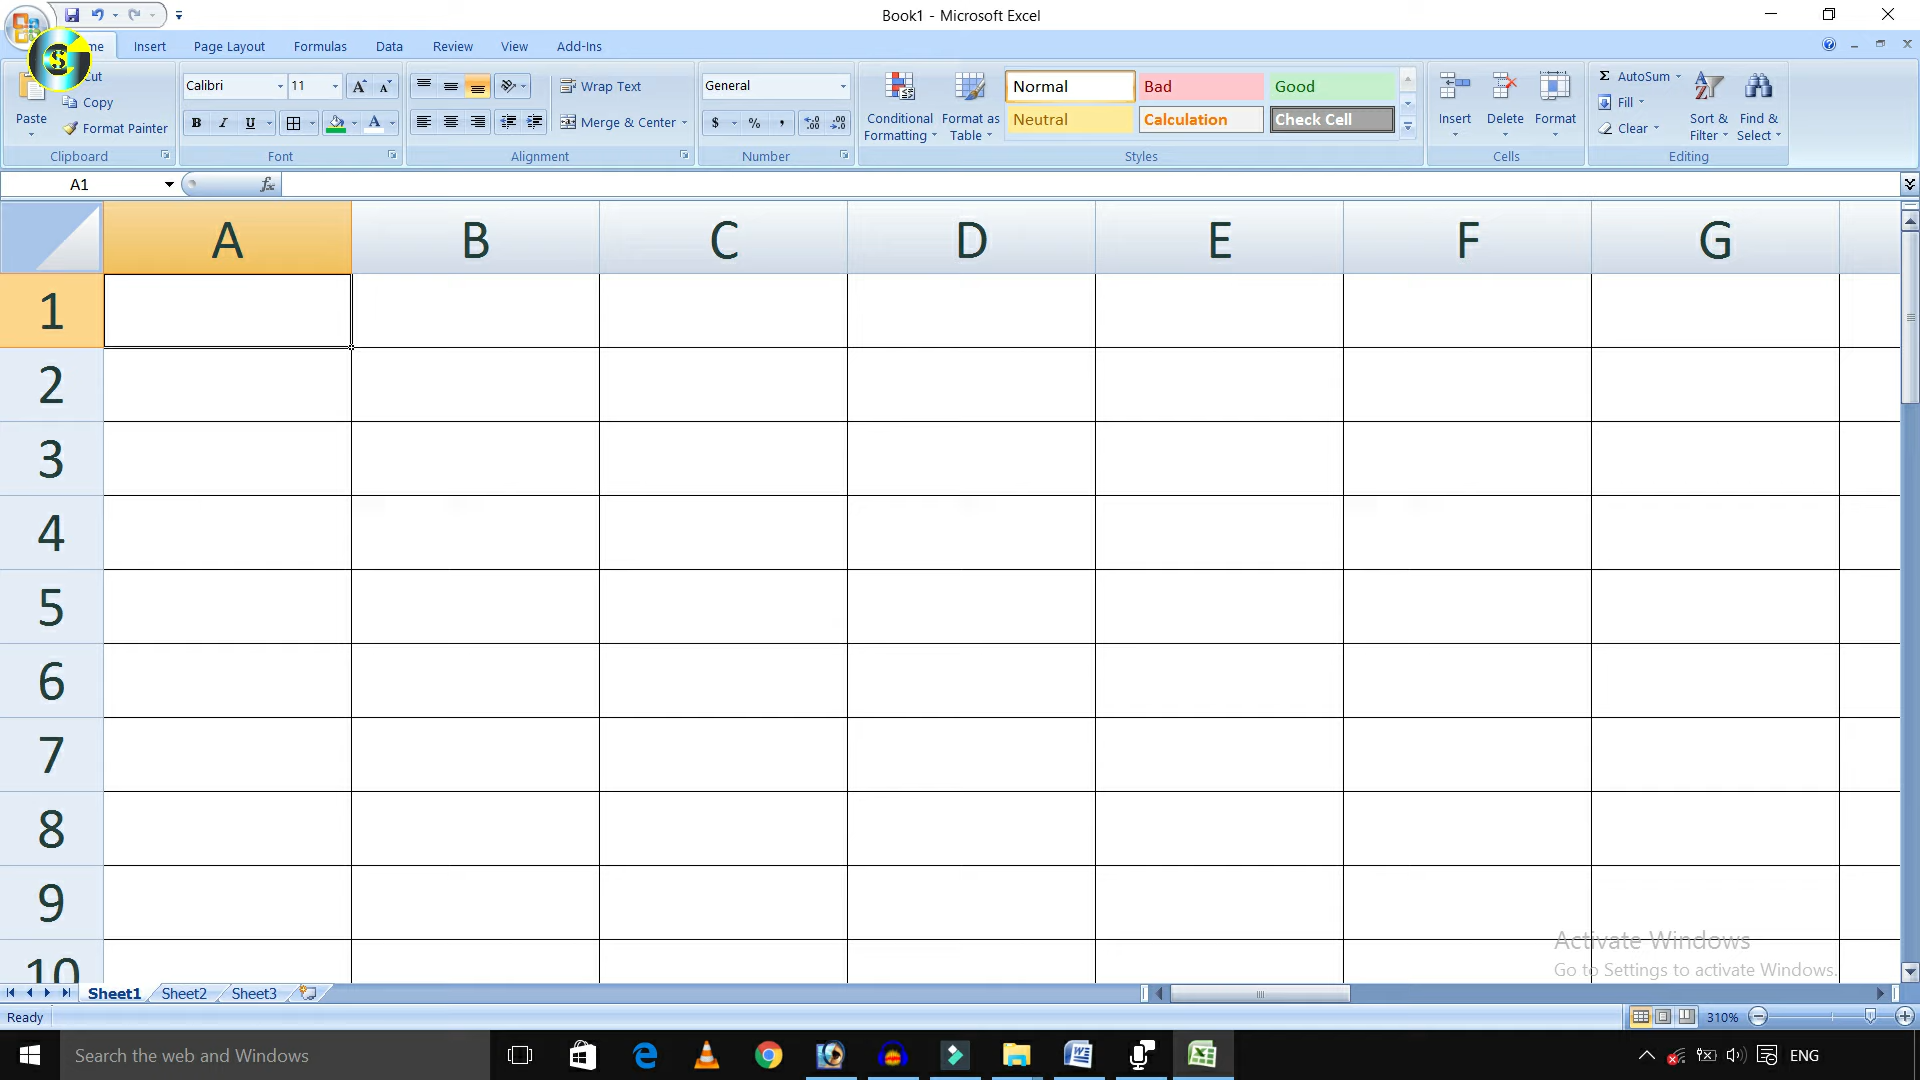 Book1 - Microsoft Excel
me Insert Page Layout Formulas Data Review View Add-Ins
Cut
Copy
Format Painter
Paste
Clipboard
Calibri 11
A A
B I U A
Font
Wrap Text
Merge & Center
Alignment
General
$ % ,
Number
Conditional Formatting
Format as Table
Normal Bad Good
Neutral Calculation Check Cell
Styles
Insert Delete Format
Cells
Σ AutoSum
Fill
Clear
Sort & Filter
Find & Select
Editing
A1 fx
A B C D E F G
1
2
3
4
5
6
7
8
9
10
Activate Windows
Go to Settings to activate Windows.
Sheet1 Sheet2 Sheet3
Ready 310%
Search the web and Windows ENG